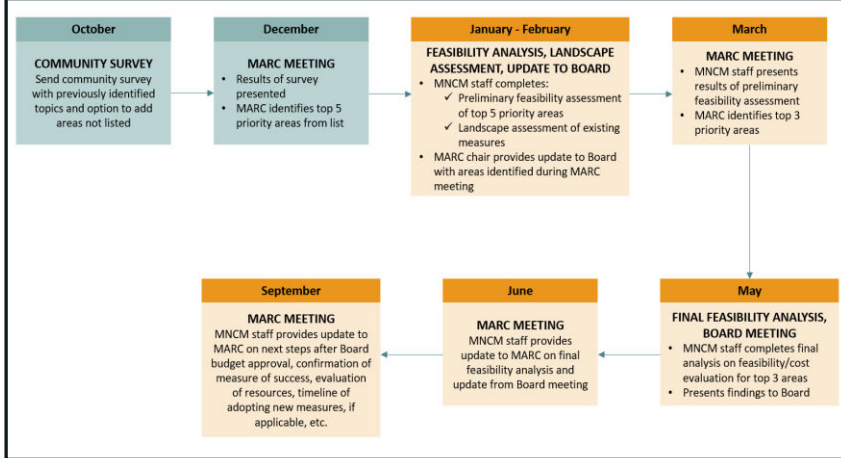 October
COMMUNITY SURVEY
Send community survey
with previously identified
topics and option to add
areas not listed
December
MARC MEETING
• Results of survey
presented
• MARC identifies top 5
priority areas from list
January - February
FEASIBILITY ANALYSIS, LANDSCAPE
ASSESSMENT, UPDATE TO BOARD
• MNCM staff completes:
✓ Preliminary feasibility assessment
of top 5 priority areas
✓ Landscape assessment of existing
measures
• MARC chair provides update to Board
with areas identified during MARC
meeting
March
MARC MEETING
• MNCM staff presents
results of preliminary
feasibility assessment
• MARC identifies top 3
priority areas
May
FINAL FEASIBILITY ANALYSIS,
BOARD MEETING
• MNCM staff completes final
analysis on feasibility/cost
evaluation for top 3 areas
• Presents findings to Board
June
MARC MEETING
MNCM staff provides
update to MARC on final
feasibility analysis and
update from Board meeting
September
MARC MEETING
MNCM staff provides update to
MARC on next steps after Board
budget approval, confirmation of
measure of success, evaluation
of resources, timeline of
adopting new measures, if
applicable, etc.